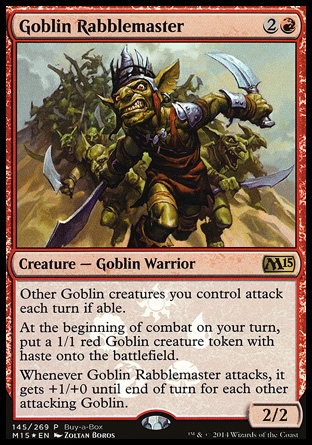 Goblin Rabblemaster 2
Creature — Goblin Warrior M15
Other Goblin creatures you control attack
each turn if able.
At the beginning of combat on your turn,
put a 1/1 red Goblin creature token with
haste onto the battlefield.
Whenever Goblin Rabblemaster attacks, it
gets +1/+0 until end of turn for each other
attacking Goblin.
2/2
145/269 P Buy-a-Box
M15 • EN ZOLTAN BOROS ™ & © 2014 Wizards of the Coast